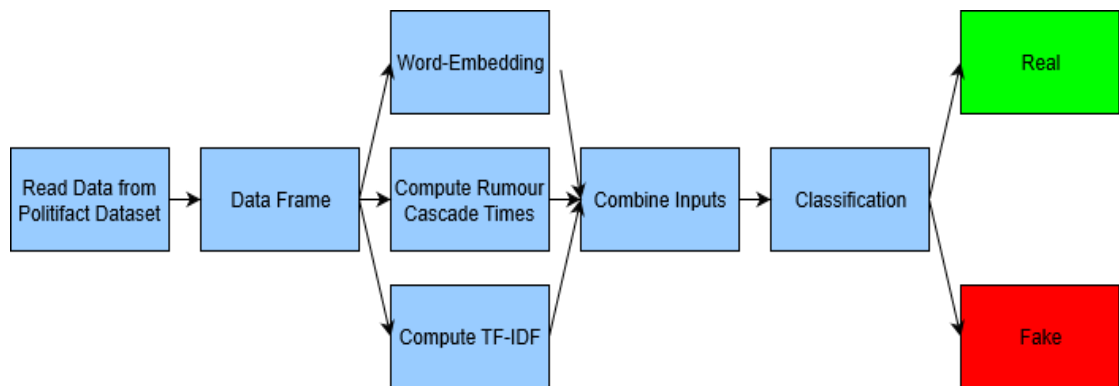 Word-Embedding
Real
Read Data from
Politifact Dataset
Data Frame
Compute Rumour
Cascade Times
Combine Inputs
Classification
Compute TF-IDF
Fake